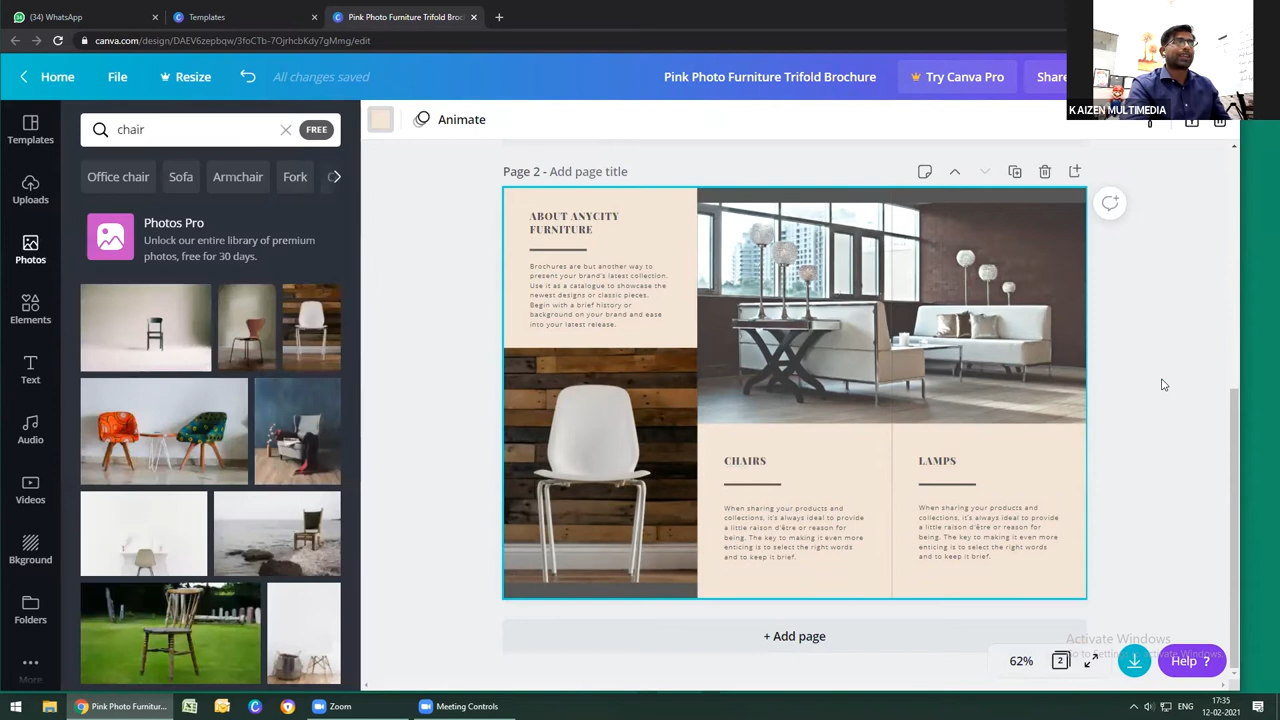 (34) WhatsApp
Templates
Pink Photo Furniture Trifold Broc
canva.com/design/DAEV6zepbqw/3foCTb-7OjrhcbKdy7gMmg/edit
Home
File
Resize
All changes saved
Pink Photo Furniture Trifold Brochure
Try Canva Pro
Share
KAIZEN MULTIMEDIA
Templates
Uploads
Photos
Elements
Text
Audio
Videos
Bkground
Folders
More
chair
FREE
Office chair
Sofa
Armchair
Fork
Photos Pro
Unlock our entire library of premium
photos, free for 30 days.
Animate
Page 2 - Add page title
ABOUT ANYCITY
FURNITURE
Brochures are but another way to
present your brand's latest collection.
Use it as a catalogue to showcase the
newest designs or classic pieces.
Begin with a brief history or
background on your brand and ease
into your latest release.
CHAIRS
When sharing your products and
collections, it's always ideal to provide
a little raison d'être or reason for
being. The key to making it even more
enticing is to select the right words
and to keep it brief.
LAMPS
When sharing your products and
collections, it's always ideal to provide
a little raison d'être or reason for
being. The key to making it even more
enticing is to select the right words
and to keep it brief.
+ Add page
Activate Windows
62%
2
Help ?
Pink Photo Furnitur...
Zoom
Meeting Controls
ENG
17:35
12-02-2021